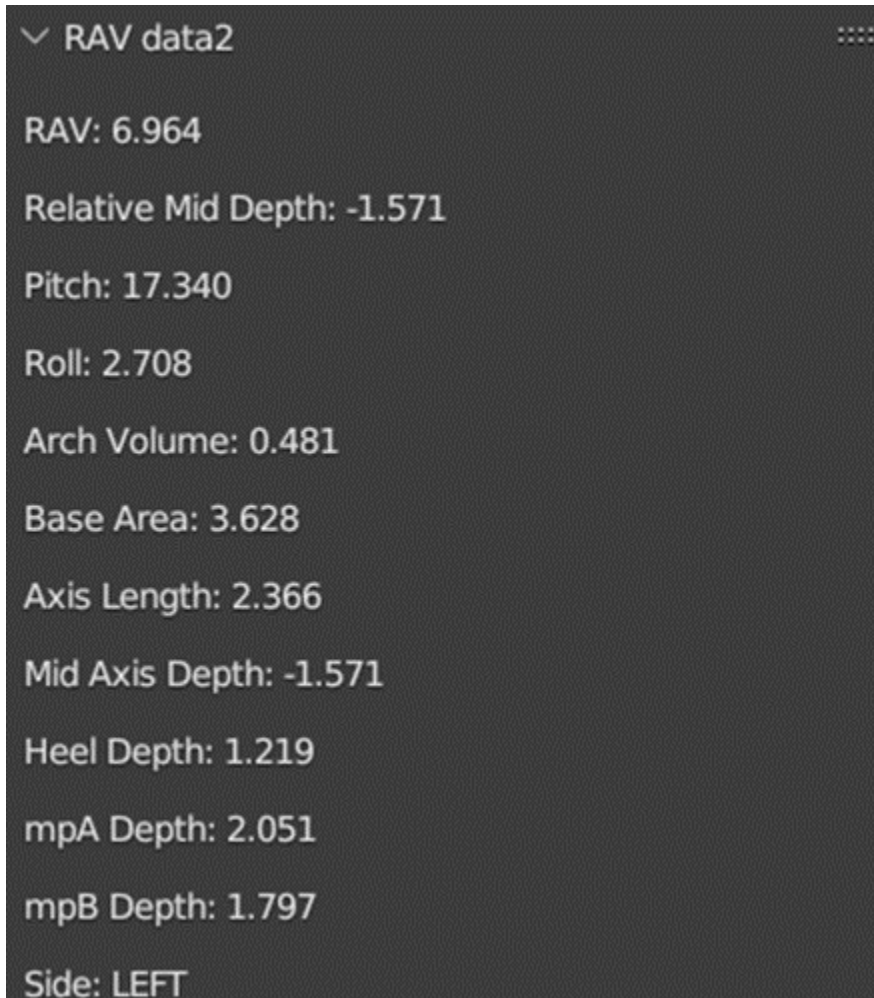 RAV data2
RAV: 6.964
Relative Mid Depth: -1.571
Pitch: 17.340
Roll: 2.708
Arch Volume: 0.481
Base Area: 3.628
Axis Length: 2.366
Mid Axis Depth: -1.571
Heel Depth: 1.219
mpA Depth: 2.051
mpB Depth: 1.797
Side: LEFT